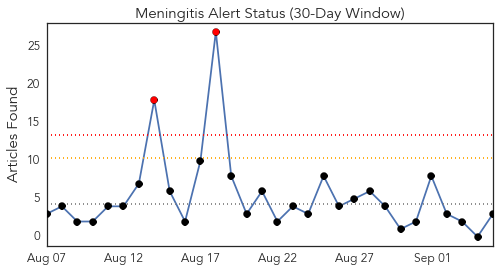 Meningitis Alert Status (30-Day Window)
Articles Found
25
20
15
10
5
0
Aug 07 Aug 12 Aug 17 Aug 22 Aug 27 Sep 01